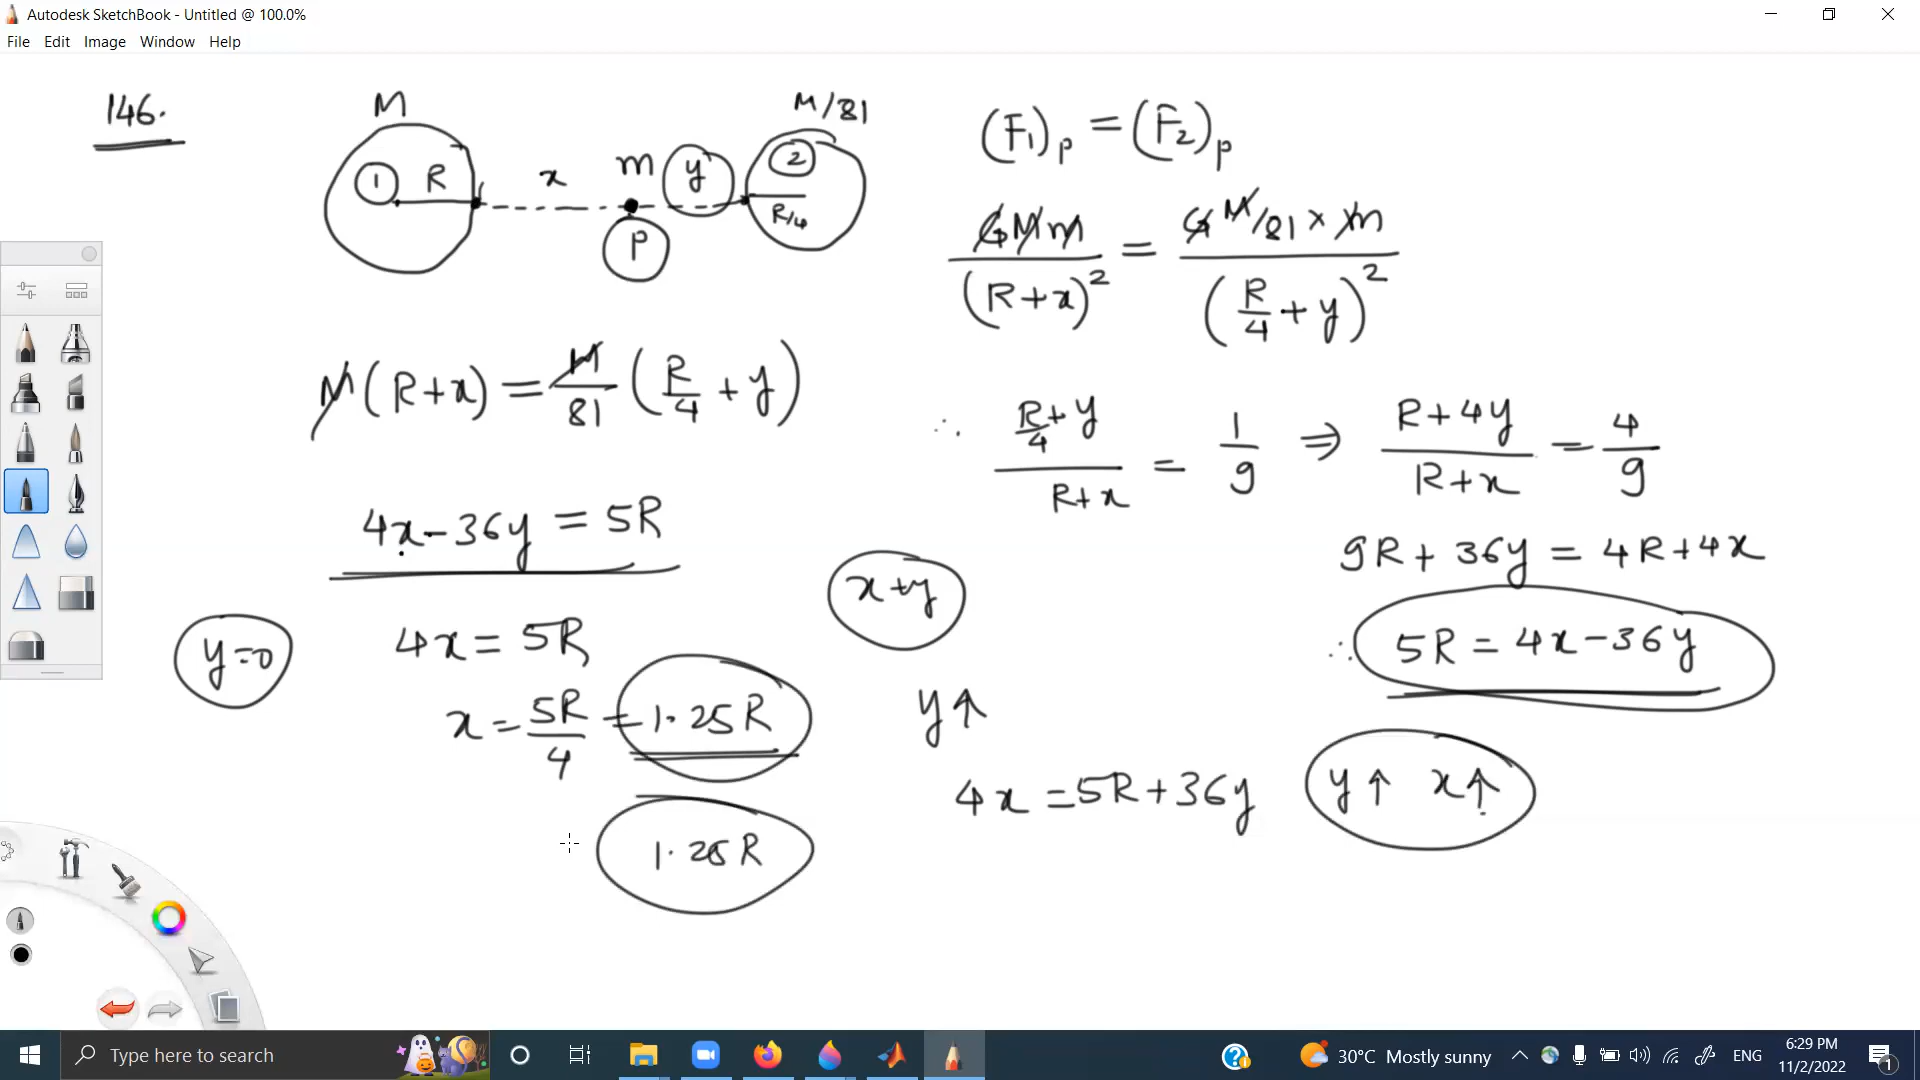 Autodesk SketchBook - Untitled @ 100.0%
File Edit Image Window Help
146.
M
M/81
1 R
x
m
y
2
R/4
P
(F1)p = (F2)p
GMm/(R+x)² = GM/81 × m/(R/4 + y)²
M(R+x) = M/81 (R/4 + y)
∴ (R/4 + y)/(R+x) = 1/9 ⇒ (R+4y)/(R+x) = 4/9
4x-36y = 5R
9R + 36y = 4R+4x
x+y
∴ 5R = 4x-36y
y=0
4x = 5R
x = 5R/4 = 1.25R
y↑
4x = 5R+36y
y↑ x↑
1.25R
Type here to search
30°C Mostly sunny
ENG
6:29 PM
11/2/2022
1